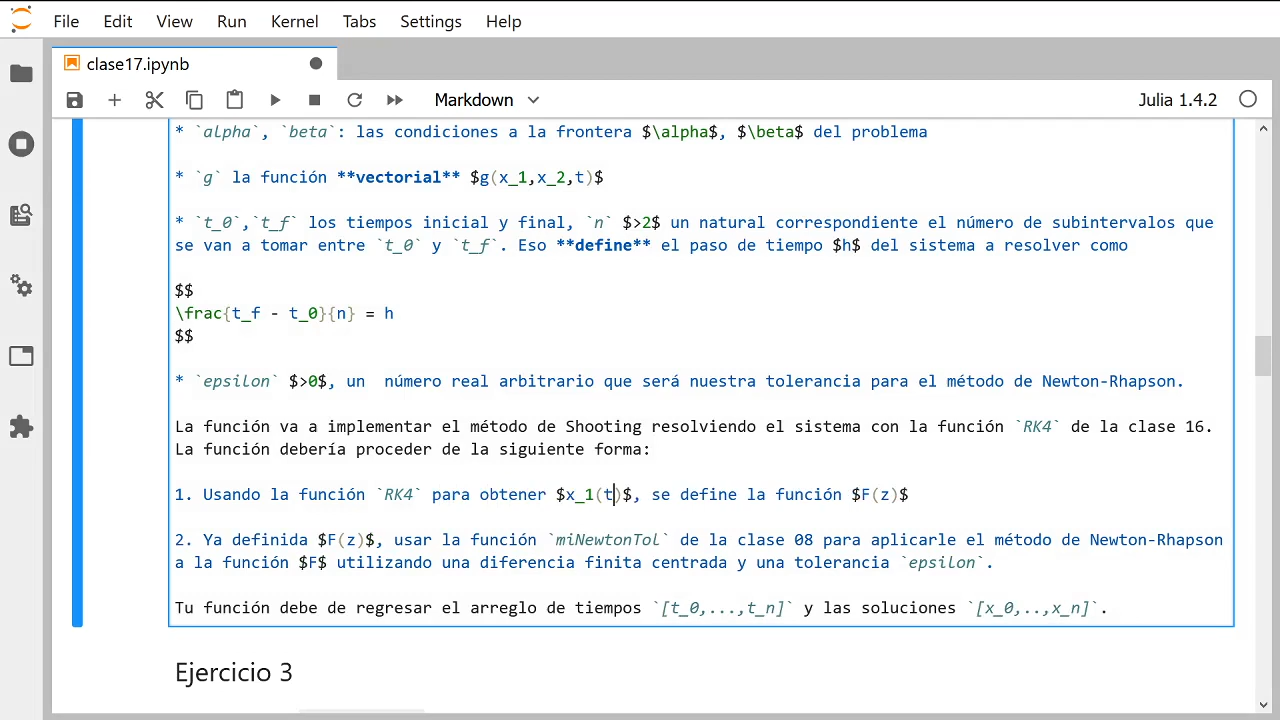 File Edit View Run Kernel Tabs Settings Help
clase17.ipynb
Markdown
Julia 1.4.2
* `alpha`, `beta`: las condiciones a la frontera $\alpha$, $\beta$ del problema
* `g` la función **vectorial** $g(x_1,x_2,t)$
* `t_0`,`t_f` los tiempos inicial y final, `n` $>2$ un natural correspondiente el número de subintervalos que
se van a tomar entre `t_0` y `t_f`. Eso **define** el paso de tiempo $h$ del sistema a resolver como
$$
\frac{t_f - t_0}{n} = h
$$
* `epsilon` $>0$, un  número real arbitrario que será nuestra tolerancia para el método de Newton-Rhapson.
La función va a implementar el método de Shooting resolviendo el sistema con la función `RK4` de la clase 16.
La función debería proceder de la siguiente forma:
1. Usando la función `RK4` para obtener $x_1(t)$, se define la función $F(z)$
2. Ya definida $F(z)$, usar la función `miNewtonTol` de la clase 08 para aplicarle el método de Newton-Rhapson
a la función $F$ utilizando una diferencia finita centrada y una tolerancia `epsilon`.
Tu función debe de regresar el arreglo de tiempos `[t_0,...,t_n]` y las soluciones `[x_0,..,x_n]`.
Ejercicio 3